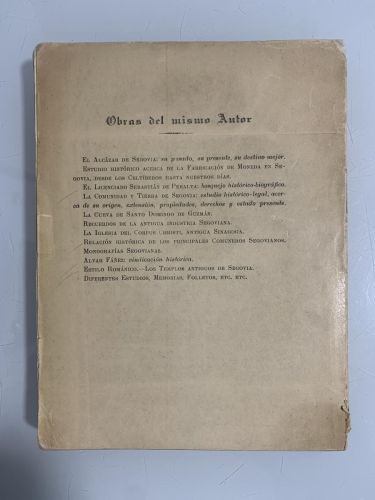 Obras del mismo Autor
El Alcázar de Segovia: su pasado, su presente, su destino mejor.
Estudio histórico acerca de la Fabricación de Moneda en Se-
govia, desde los Celtíberos hasta nuestros días.
El Licenciado Sebastián de Peralta: bosquejo histórico-biográfico.
La Comunidad y Tierra de Segovia: estudio histórico-legal, acer-
ca de su origen, extensión, propiedades, derechos y estado presente.
La Cueva de Santo Domingo de Guzmán.
Recuerdos de la antigua industria Segoviana.
La Iglesia del Corpus Christi, antigua Sinagoga.
Relación histórica de los principales Comuneros Segovianos.
Monografías Segovianas.
Alvar Fáñez: vindicación histórica.
Estilo Románico.—Los Templos antiguos de Segovia.
Diferentes Estudios, Memorias, Folletos, etc. etc.